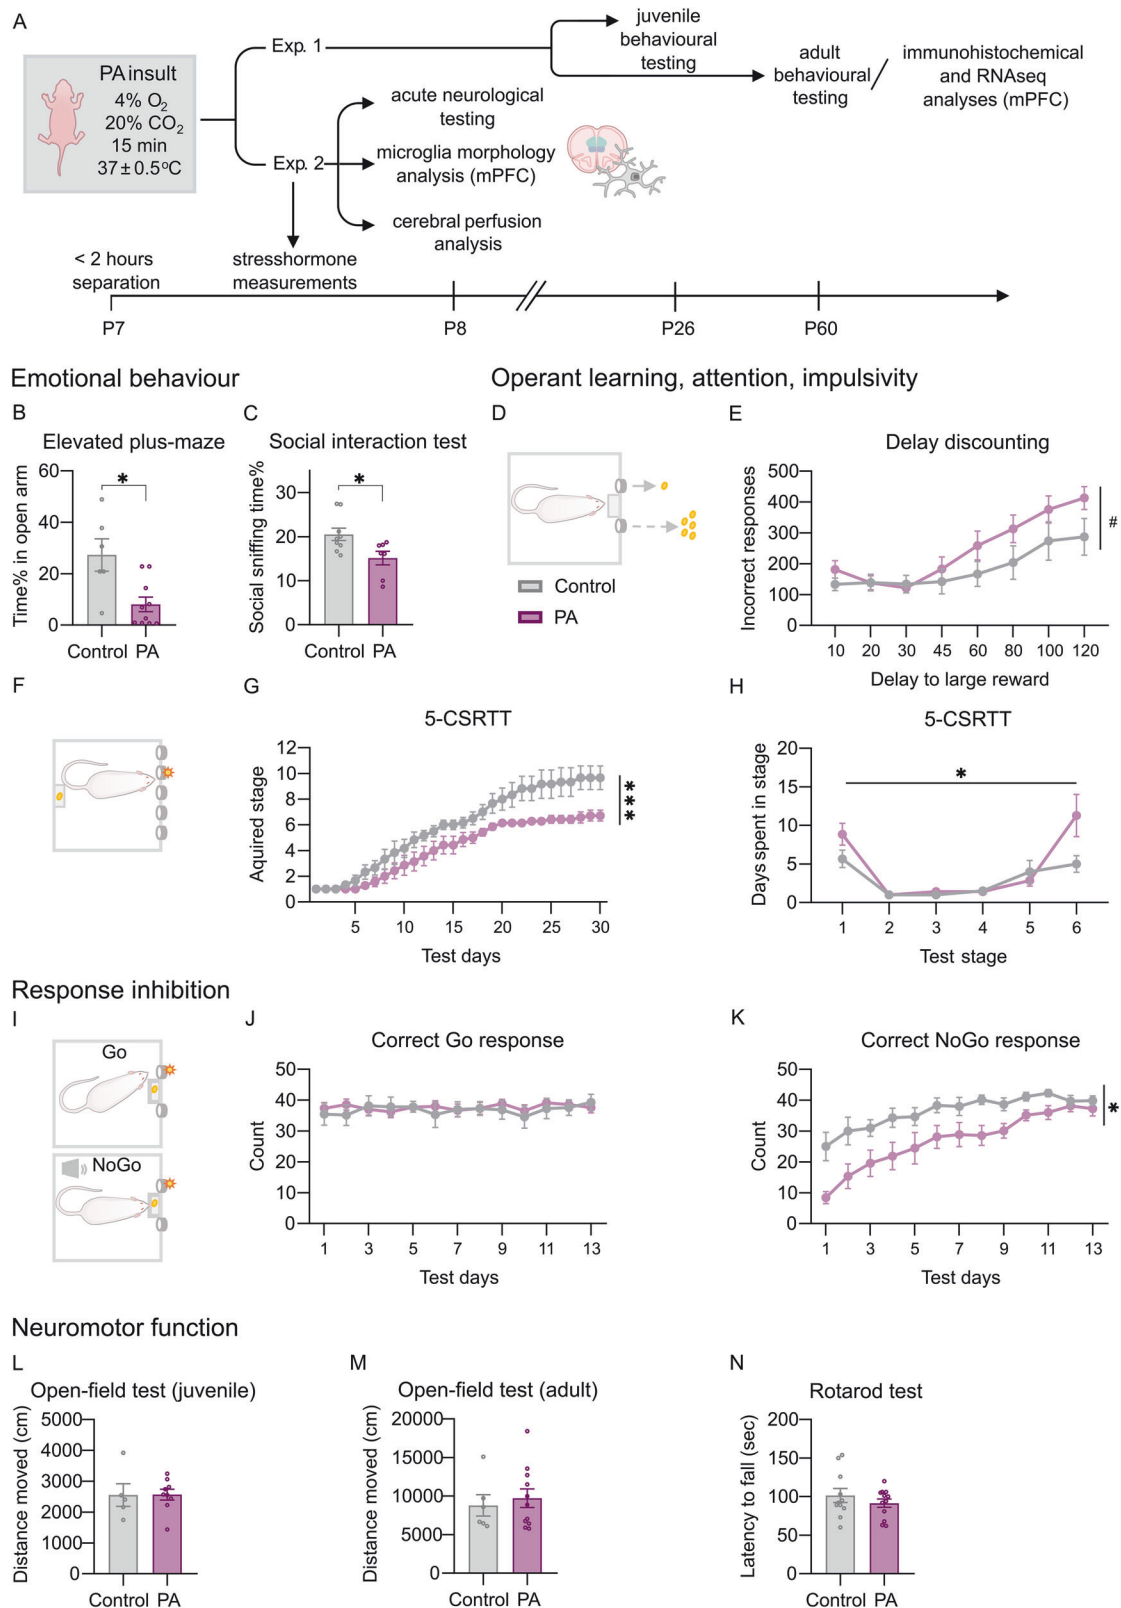 A
PA insult
4% O2
20% CO2
15 min
37 ± 0.5°C
Exp. 1
Exp. 2
juvenile
behavioural
testing
adult
behavioural
testing
/
immunohistochemical
and RNAseq
analyses (mPFC)
acute neurological
testing
microglia morphology
analysis (mPFC)
cerebral perfusion
analysis
< 2 hours
separation
stresshormone
measurements
P7
P8
P26
P60
Emotional behaviour
Operant learning, attention, impulsivity
B
Elevated plus-maze
Time% in open arm
60
40
20
0
*
Control PA
C
Social interaction test
Social sniffing time%
30
20
10
0
*
Control PA
D
Control
PA
E
Delay discounting
Incorrect responses
500
400
300
200
100
0
#
10 20 30 45 60 80 100 120
Delay to large reward
F
G
5-CSRTT
Aquired stage
12
10
8
6
4
2
0
***
5 10 15 20 25 30
Test days
H
5-CSRTT
Days spent in stage
20
15
10
5
0
*
1 2 3 4 5 6
Test stage
Response inhibition
I
Go
NoGo
J
Correct Go response
Count
50
40
30
20
10
0
1 3 5 7 9 11 13
Test days
K
Correct NoGo response
Count
50
40
30
20
10
0
*
1 3 5 7 9 11 13
Test days
Neuromotor function
L
Open-field test (juvenile)
Distance moved (cm)
5000
4000
3000
2000
1000
0
Control PA
M
Open-field test (adult)
Distance moved (cm)
20000
15000
10000
5000
0
Control PA
N
Rotarod test
Latency to fall (sec)
200
150
100
50
0
Control PA